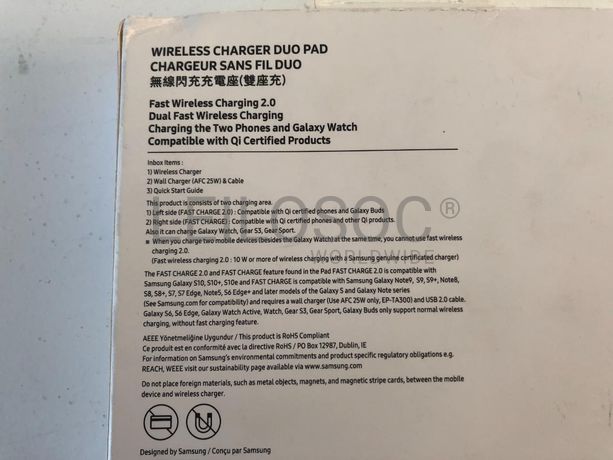 WIRELESS CHARGER DUO PAD
CHARGEUR SANS FIL DUO
無線閃充充電座(雙座充)
Fast Wireless Charging 2.0
Dual Fast Wireless Charging
Charging the Two Phones and Galaxy Watch
Compatible with Qi Certified Products
Inbox Items :
1) Wireless Charger
2) Wall Charger (AFC 25W) & Cable
3) Quick Start Guide
This product is consists of two charging area.
1) Left side (FAST CHARGE 2.0) : Compatible with Qi certified phones and Galaxy Buds
2) Right side (FAST CHARGE) : Compatible with Qi certified phones and other Qi products.
Also it can charge Galaxy Watch, Gear S3, Gear Sport.
■ When you charge two mobile devices (besides the Galaxy Watch) at the same time, you cannot use fast wireless
charging 2.0.
(Fast wireless charging 2.0 : 10 W or more of wireless charging with a Samsung genuine certificated charger)
The FAST CHARGE 2.0 and FAST CHARGE feature found in the Pad FAST CHARGE 2.0 is compatible with
Samsung Galaxy S10, S10+, S10e and FAST CHARGE is compatible with Samsung Galaxy Note9, S9, S9+, Note8,
S8, S8+, S7, S7 Edge, Note5, S6 Edge+ and later models of the Galaxy S and Galaxy Note series
(See Samsung.com for compatibility) and requires a wall charger (Use AFC 25W only, EP-TA300) and USB 2.0 cable.
Galaxy S6, S6 Edge, Galaxy Watch Active, Watch, Gear S3, Gear Sport, Galaxy Buds only support normal wireless
charging, without fast charging feature.
AEEE Yönetmeliğine Uygundur / This product is RoHS Compliant
Ce produit est en conformité avec la directive RoHS / PO Box 12987, Dublin, IE
For information on Samsung's environmental commitments and product specific regulatory obligations e.g.
REACH, WEEE visit our sustainability page available via www.samsung.com
Do not place foreign materials, such as metal objects, magnets, and magnetic stripe cards, between the mobile
device and wireless charger.
Designed by Samsung / Conçu par Samsung
LEILOSOC®
WORLDWIDE